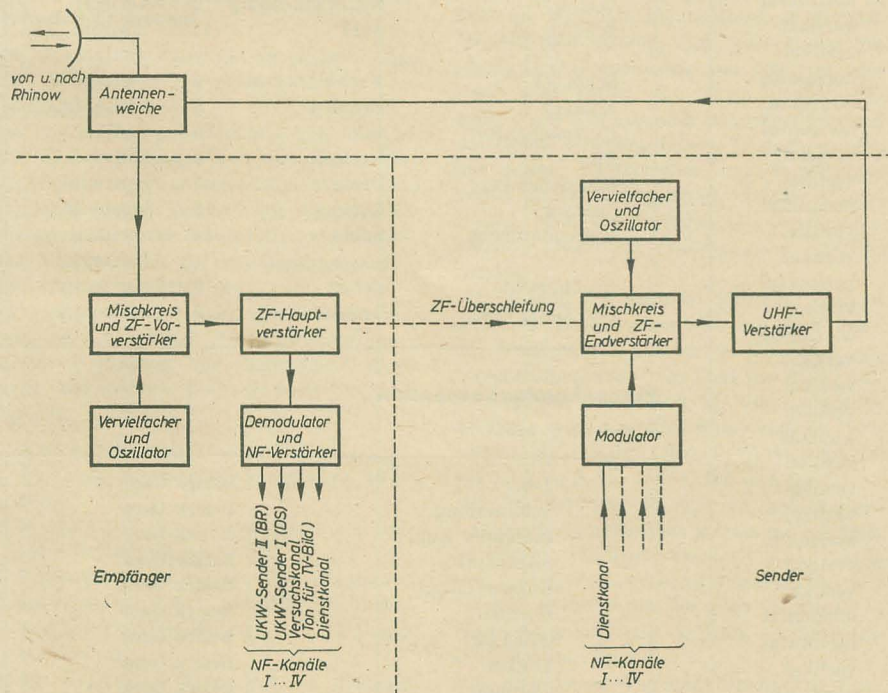 von u. nach
Rhinow
Antennen-
weiche
Vervielfacher
und
Oszillator
Mischkreis
und ZF-Vor-
verstärker
ZF-Haupt-
verstärker
ZF-Überschleifung
Mischkreis
und ZF-
Endverstärker
UHF-
Verstärker
Vervielfacher
und
Oszillator
Demodulator
und
NF-Verstärker
Modulator
UKW-Sender II (BR)
UKW-Sender I (DS)
Versuchskanal
(Ton für TV-Bild)
Dienstkanal
Dienstkanal
Empfänger
Sender
NF-Kanäle
I ... IV
NF-Kanäle
I ... IV